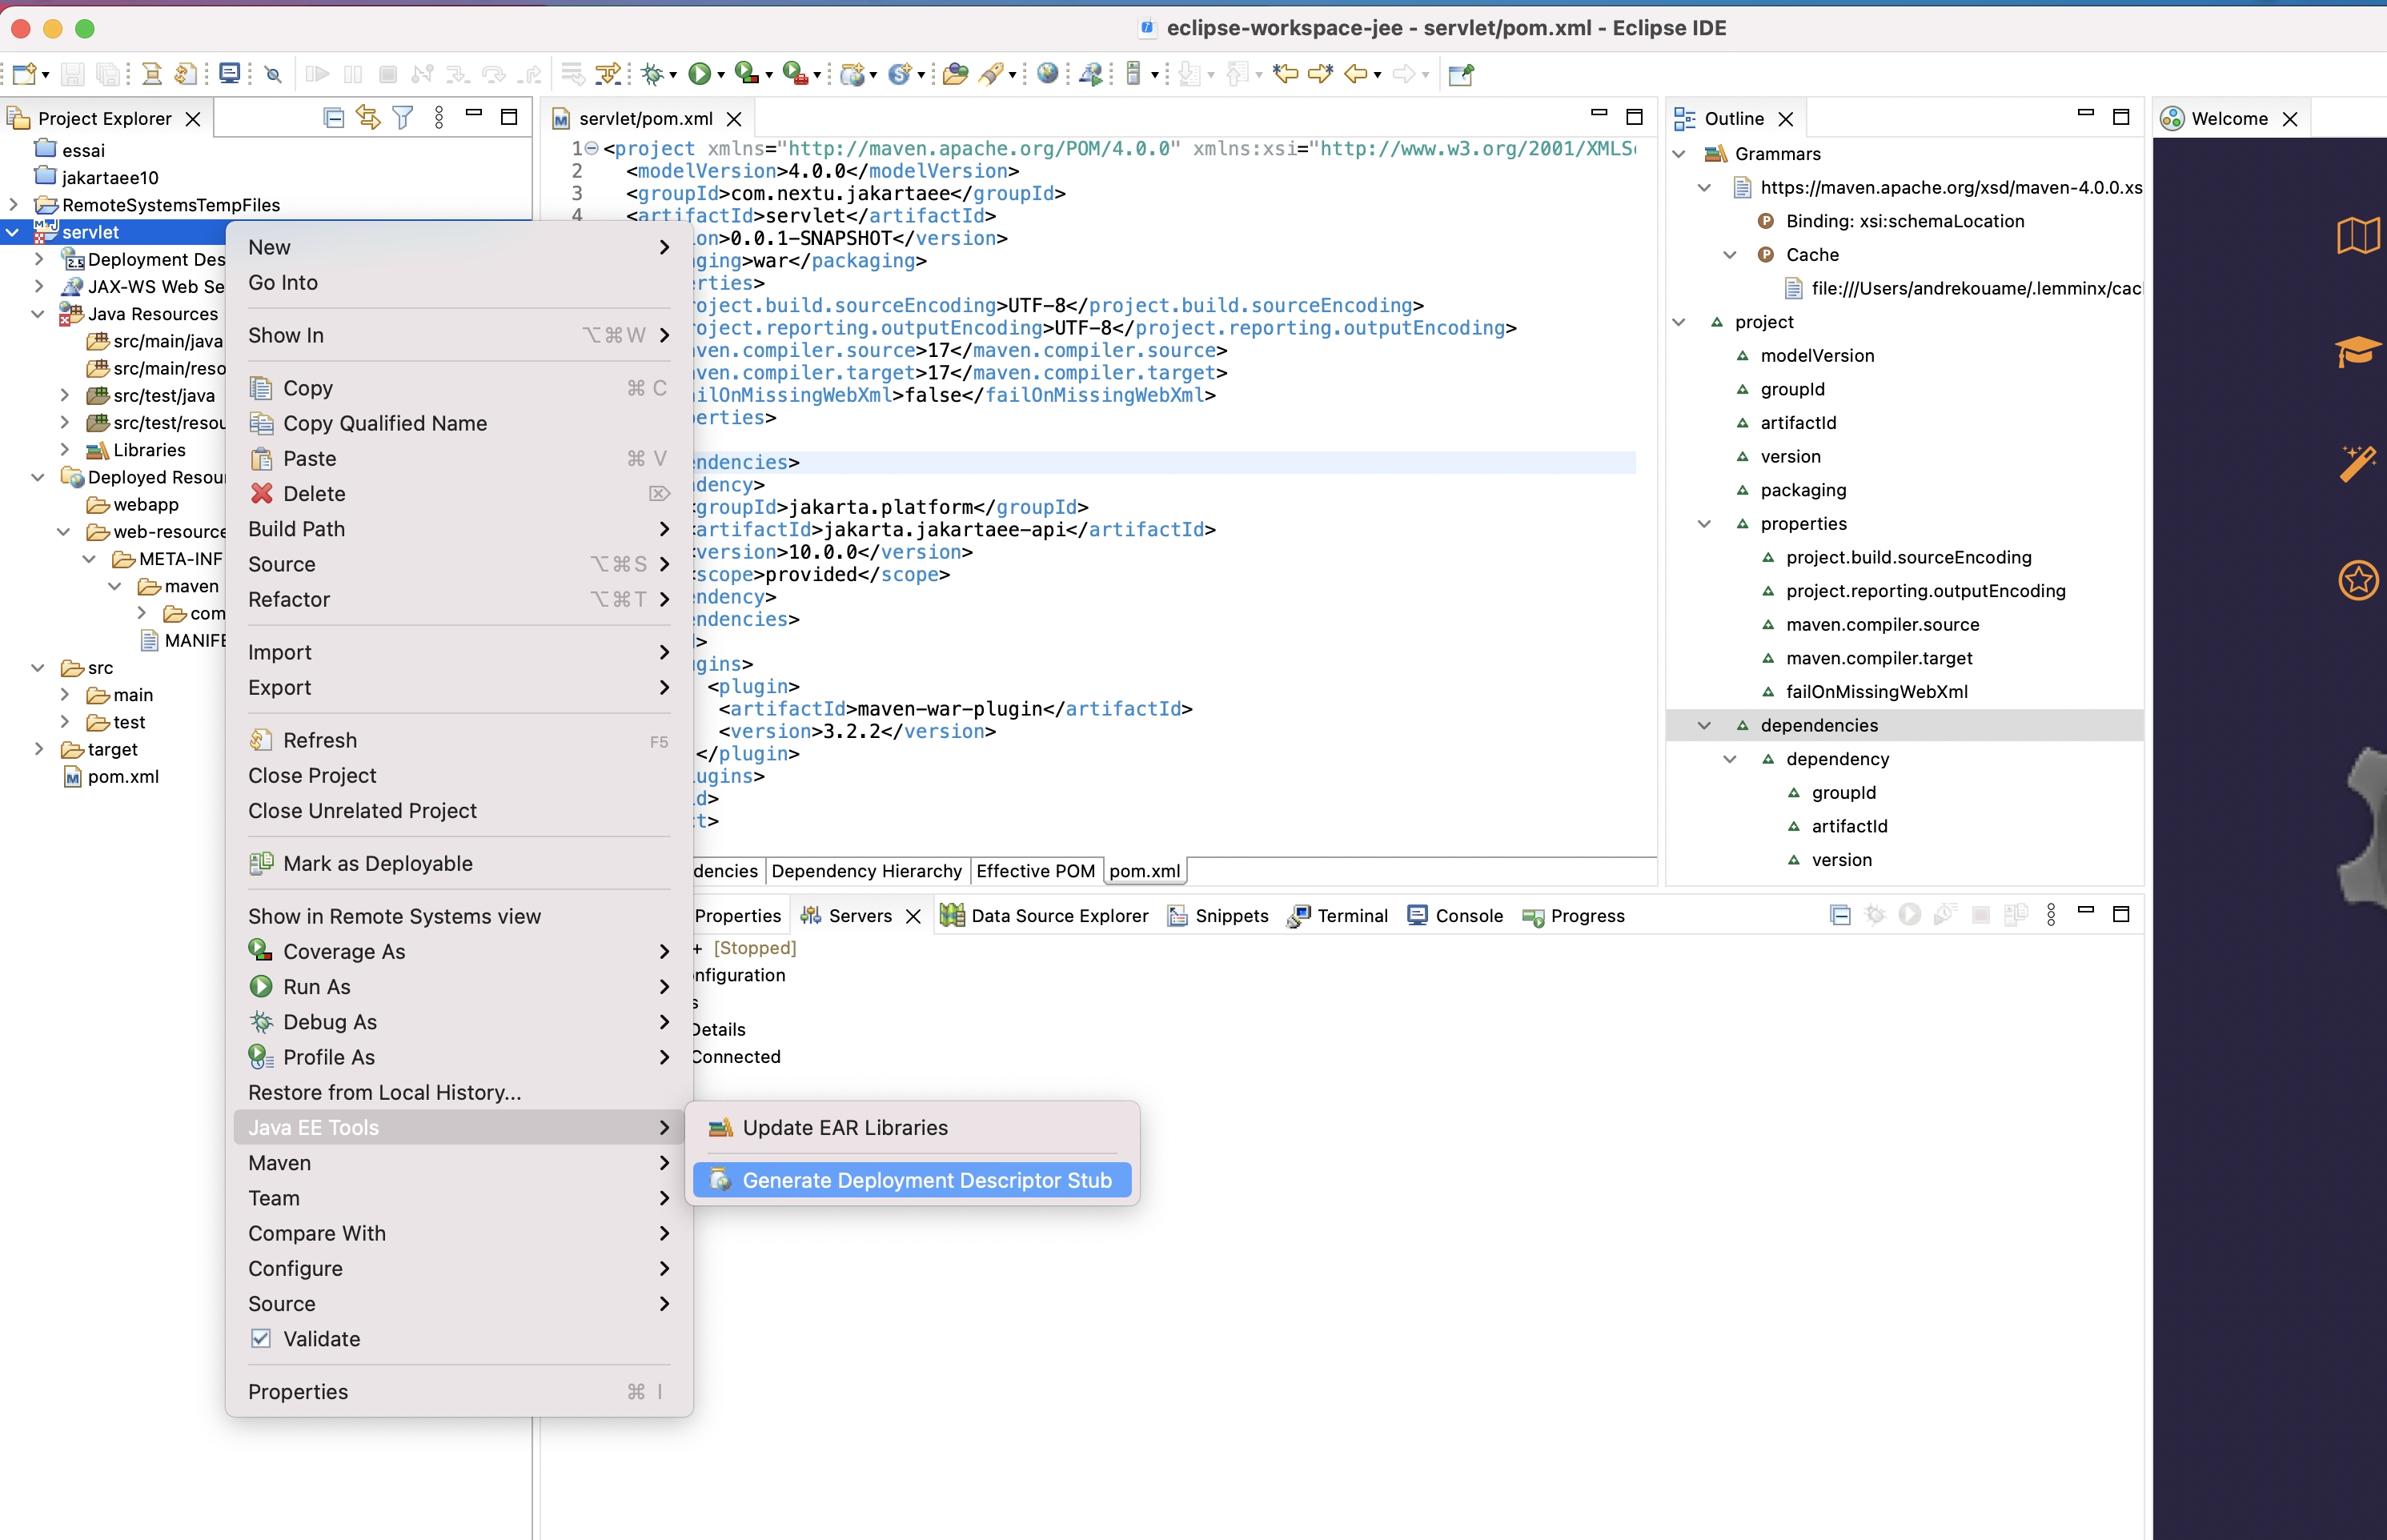 eclipse-workspace-jee - servlet/pom.xml - Eclipse IDE
Project Explorer
essai
jakartaee10
RemoteSystemsTempFiles
servlet
Deployment Des
JAX-WS Web Se
Java Resources
src/main/java
src/main/reso
src/test/java
src/test/resou
Libraries
Deployed Resour
webapp
web-resource
META-INF
maven
com
MANIFE
src
main
test
target
pom.xml
New
Go Into
Show In ⌥⌘W
Copy ⌘ C
Copy Qualified Name
Paste ⌘ V
Delete ⌦
Build Path
Source ⌥⌘S
Refactor ⌥⌘T
Import
Export
Refresh F5
Close Project
Close Unrelated Project
Mark as Deployable
Show in Remote Systems view
Coverage As
Run As
Debug As
Profile As
Restore from Local History...
Java EE Tools
Maven
Team
Compare With
Configure
Source
Validate
Properties ⌘ I
Update EAR Libraries
Generate Deployment Descriptor Stub
servlet/pom.xml
1 <project xmlns="http://maven.apache.org/POM/4.0.0" xmlns:xsi="http://www.w3.org/2001/XMLS
2 <modelVersion>4.0.0</modelVersion>
3 <groupId>com.nextu.jakartaee</groupId>
4 <artifactId>servlet</artifactId>
on>0.0.1-SNAPSHOT</version>
ging>war</packaging>
rties>
roject.build.sourceEncoding>UTF-8</project.build.sourceEncoding>
roject.reporting.outputEncoding>UTF-8</project.reporting.outputEncoding>
ven.compiler.source>17</maven.compiler.source>
ven.compiler.target>17</maven.compiler.target>
ilOnMissingWebXml>false</failOnMissingWebXml>
erties>
ndencies>
dency>
groupId>jakarta.platform</groupId>
artifactId>jakarta.jakartaee-api</artifactId>
version>10.0.0</version>
scope>provided</scope>
ndency>
ndencies>
>
gins>
<plugin>
<artifactId>maven-war-plugin</artifactId>
<version>3.2.2</version>
</plugin>
ugins>
d>
t>
dencies
Dependency Hierarchy
Effective POM
pom.xml
Properties
Servers
Data Source Explorer
Snippets
Terminal
Console
Progress
+ [Stopped]
nfiguration
s
Details
Connected
Outline
Grammars
https://maven.apache.org/xsd/maven-4.0.0.xs
Binding: xsi:schemaLocation
Cache
file:///Users/andrekouame/.lemminx/cac
project
modelVersion
groupId
artifactId
version
packaging
properties
project.build.sourceEncoding
project.reporting.outputEncoding
maven.compiler.source
maven.compiler.target
failOnMissingWebXml
dependencies
dependency
groupId
artifactId
version
Welcome